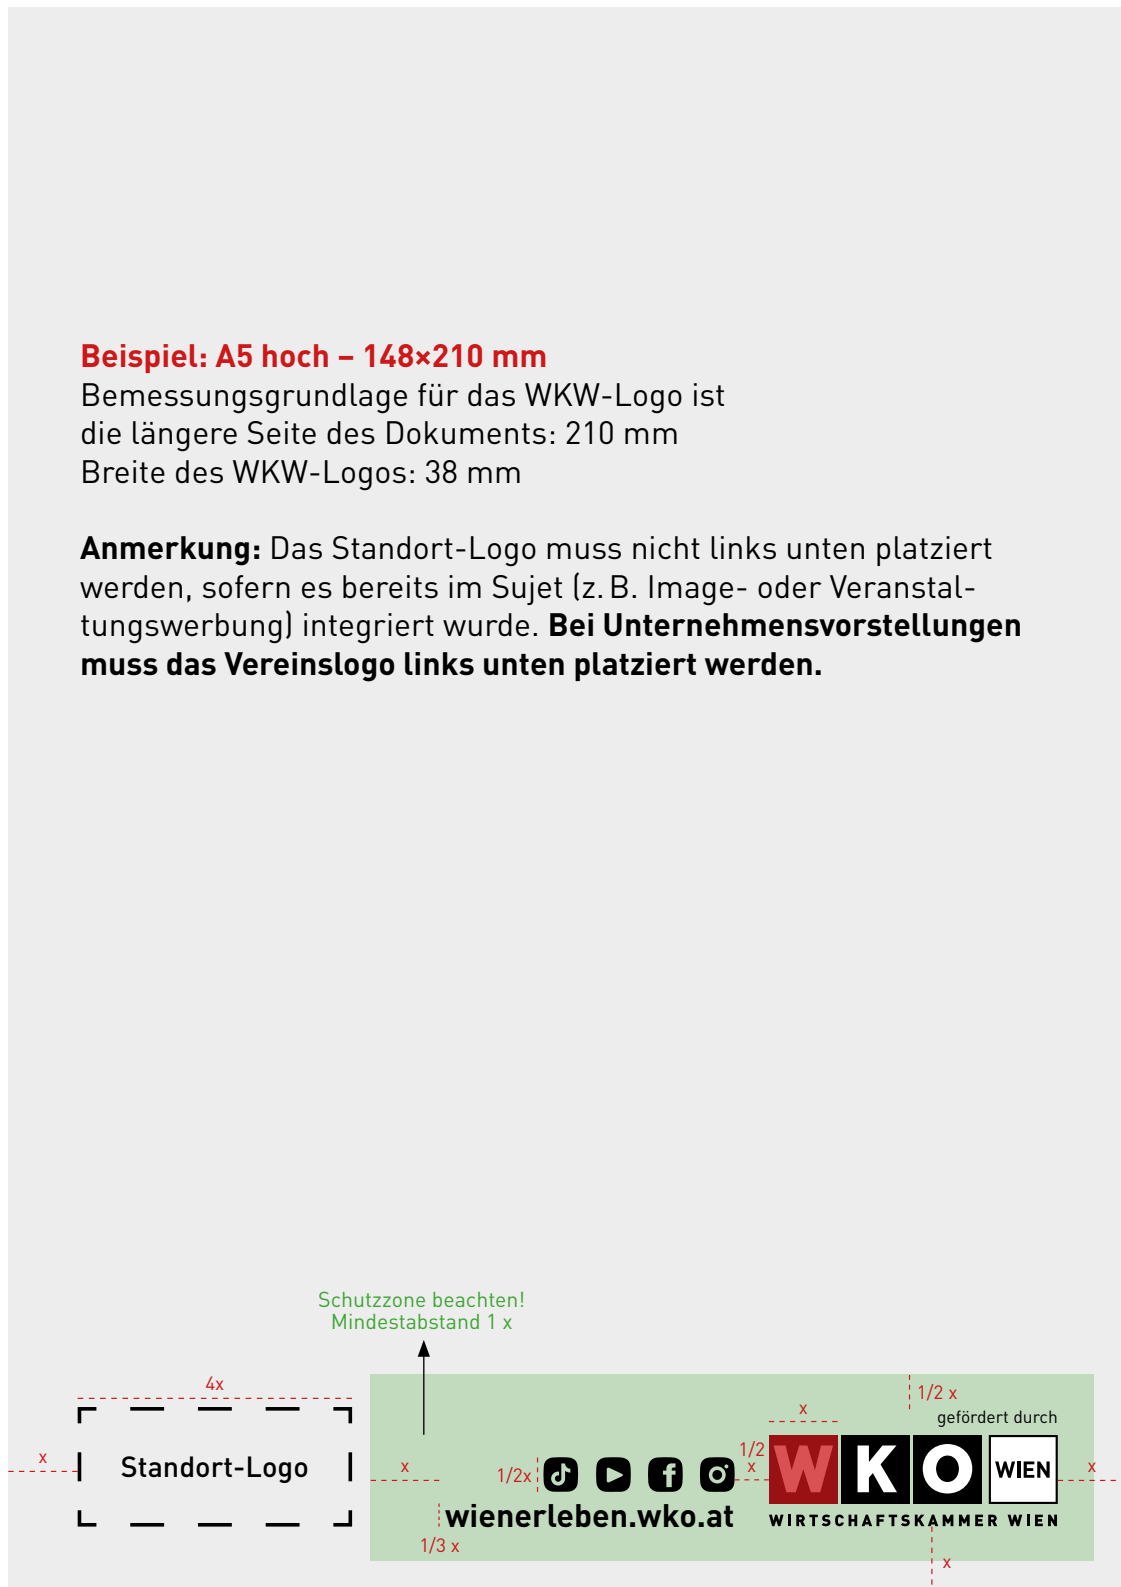 Beispiel: A5 hoch – 148×210 mm
Bemessungsgrundlage für das WKW-Logo ist
die längere Seite des Dokuments: 210 mm
Breite des WKW-Logos: 38 mm
Anmerkung: Das Standort-Logo muss nicht links unten platziert
werden, sofern es bereits im Sujet (z. B. Image- oder Veranstal-
tungswerbung) integriert wurde. Bei Unternehmensvorstellungen
muss das Vereinslogo links unten platziert werden.
Schutzzone beachten!
Mindestabstand 1 x
4x
x
Standort-Logo
x
1/2x
1/3 x
wienerleben.wko.at
1/2
x
x
1/2 x
gefördert durch
WKO WIEN
WIRTSCHAFTSKAMMER WIEN
x
x